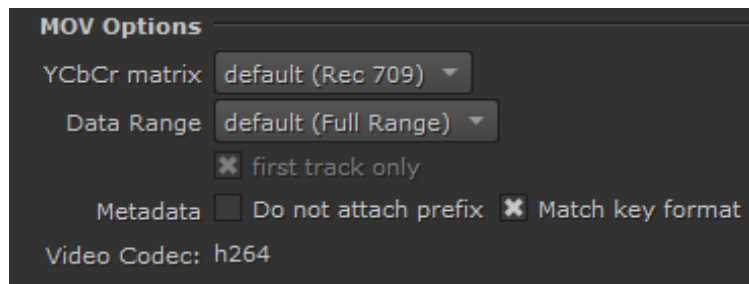 MOV Options
YCbCr matrix default (Rec 709)
Data Range default (Full Range)
first track only
Metadata Do not attach prefix Match key format
Video Codec: h264